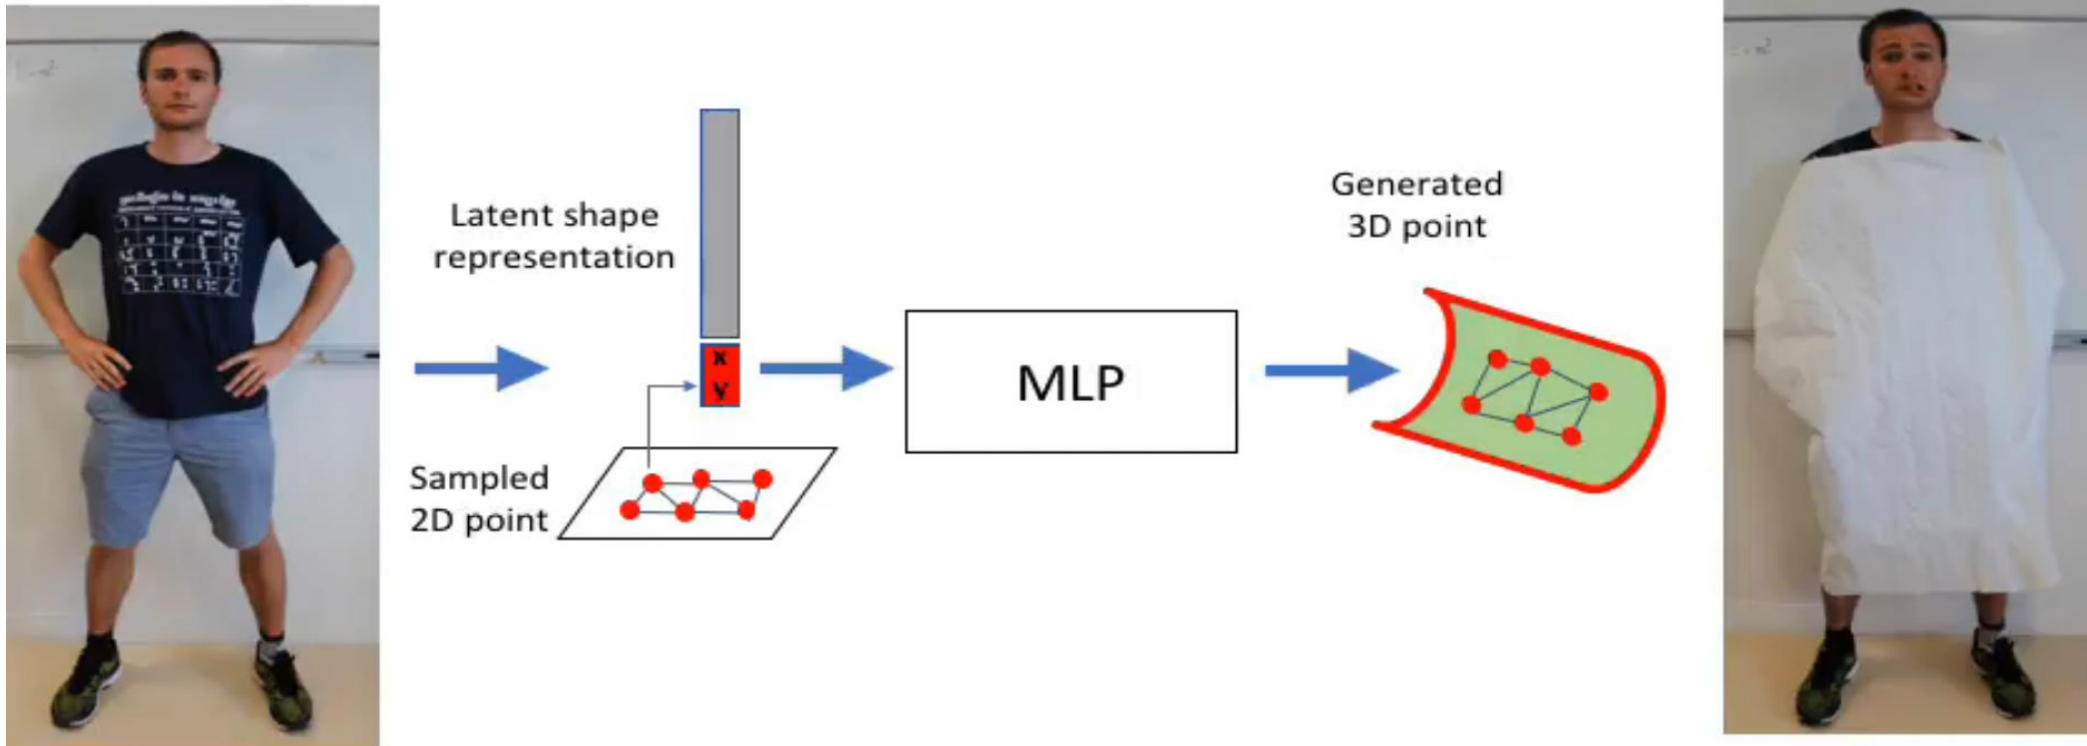 Latent shape
representation
x
y
Sampled
2D point
MLP
Generated
3D point